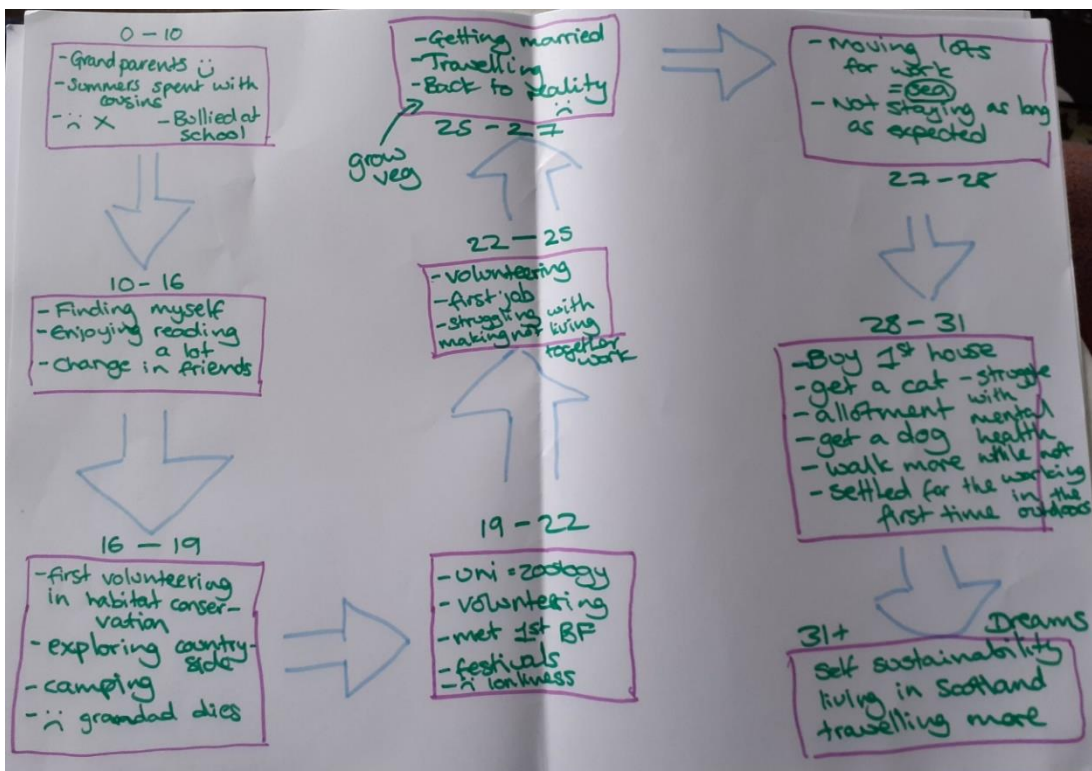 0 – 10
- Grandparents
- Summers spent with
cousins
- Bullied at
school
10 – 16
- Finding myself
- Enjoying reading
a lot
- change in friends
16 – 19
- first volunteering
in habitat conser-
vation
- exploring country-
side
- camping
- grandad dies
19 – 22
- Uni = zoology
- volunteering
- met 1st BF
- festivals
- lonliness
22 – 25
- volunteering
- first job
- struggling with
making not living
together work
25 – 27
- Getting married
- Travelling
- Back to reality
grow
veg
- moving lots
for work
= sea
- Not staying as long
as expected
27 – 28
28 – 31
- Buy 1st house
- get a cat
- allotment
- get a dog
- walk more
- settled for the
first time
- struggle
with
mental
health
while not
working
in the
outdoors
31+
Dreams
self sustainability
living in Scotland
travelling more